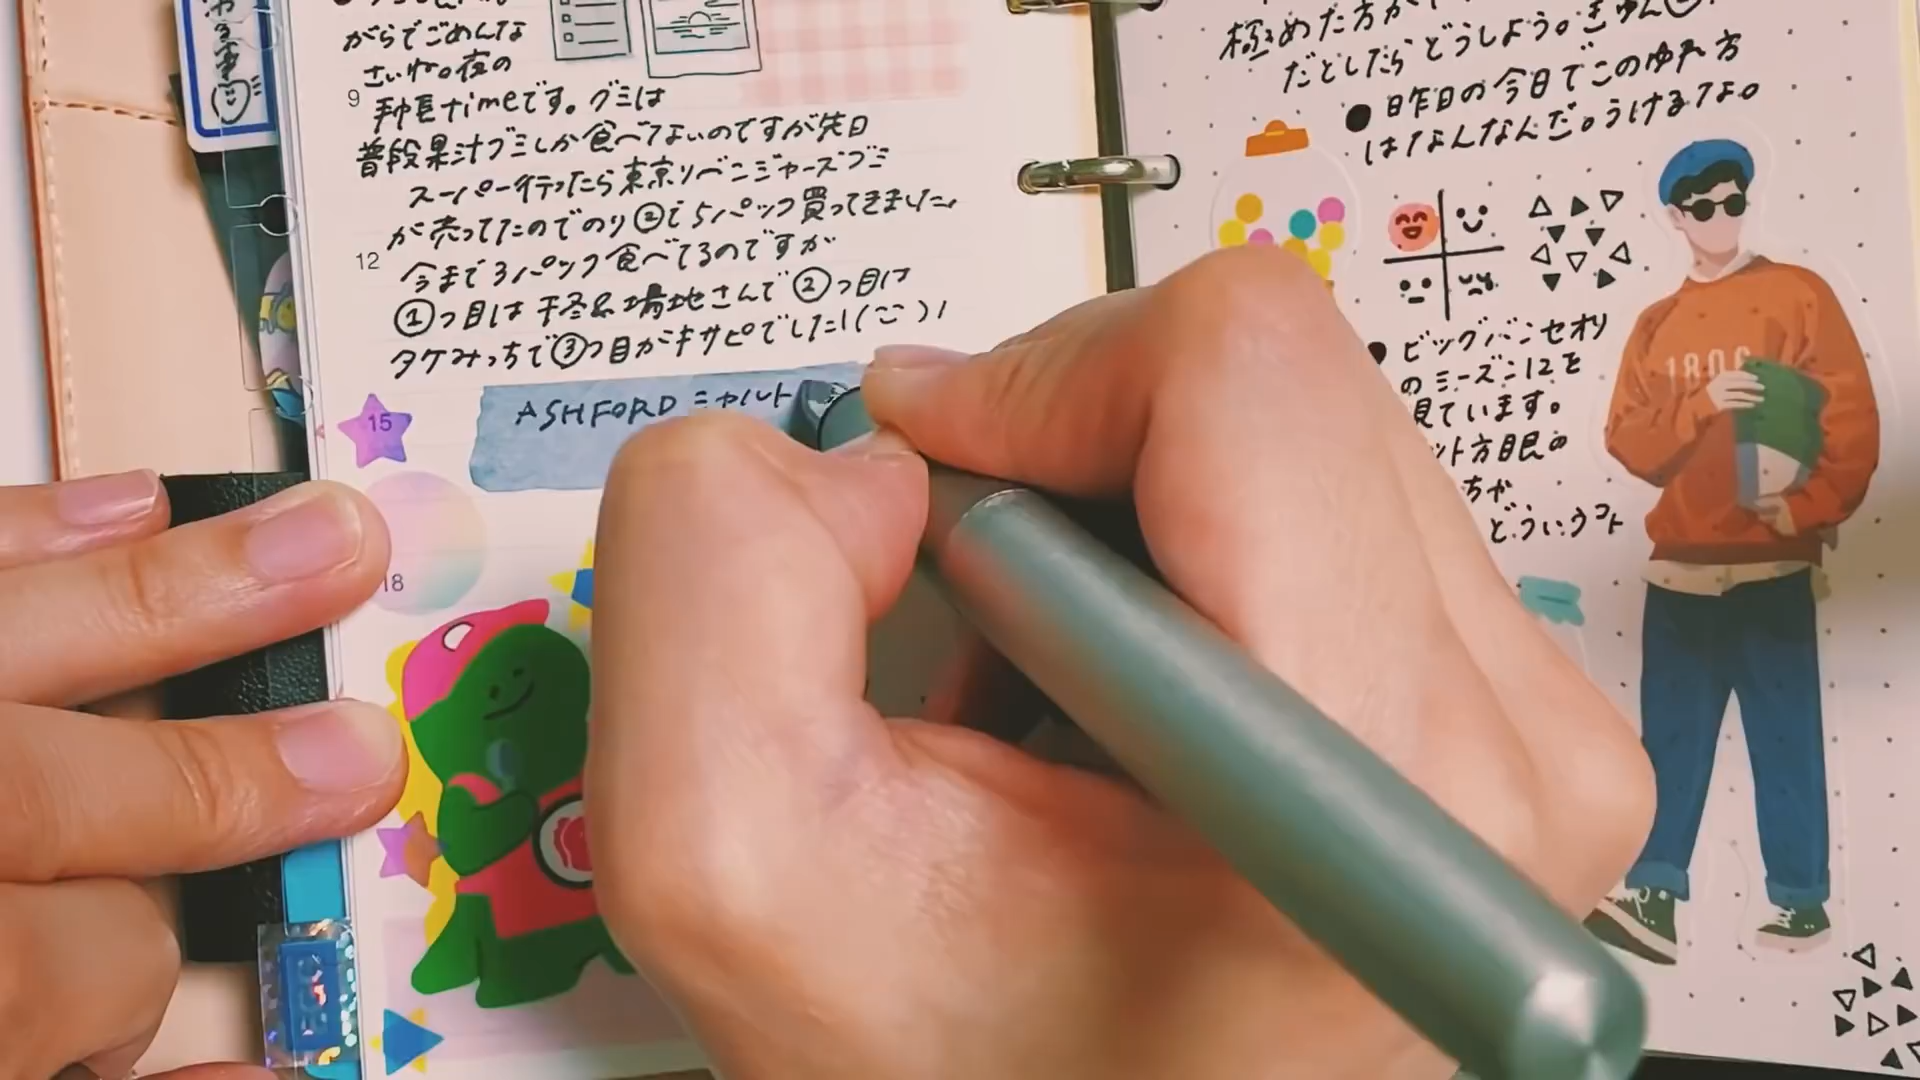 がらでごめんな
さいね。夜の
9
timeです。グミは
普段果汁グミしか食べてないのですが先日
スーパー行ったら東京リベンジャーズグミ
が売ってたのでのり②で5パック買ってきました。
12
今まで3パック食べてるのですが
①つ目は千冬&場地さんで②つ目は
タケみっちで③つ目がキサピでした!(こ)!
15
ASHFORD ミャルト
18
極めた方が
だとしたらどうしよう。きゅん
●昨日の今日でこのゆれ方
はなんなんだ。うけるなよ。
●ビッグバンセオリ
のシーズン12を
見ています。
ット方眼の
ちが
どういうコト
1806